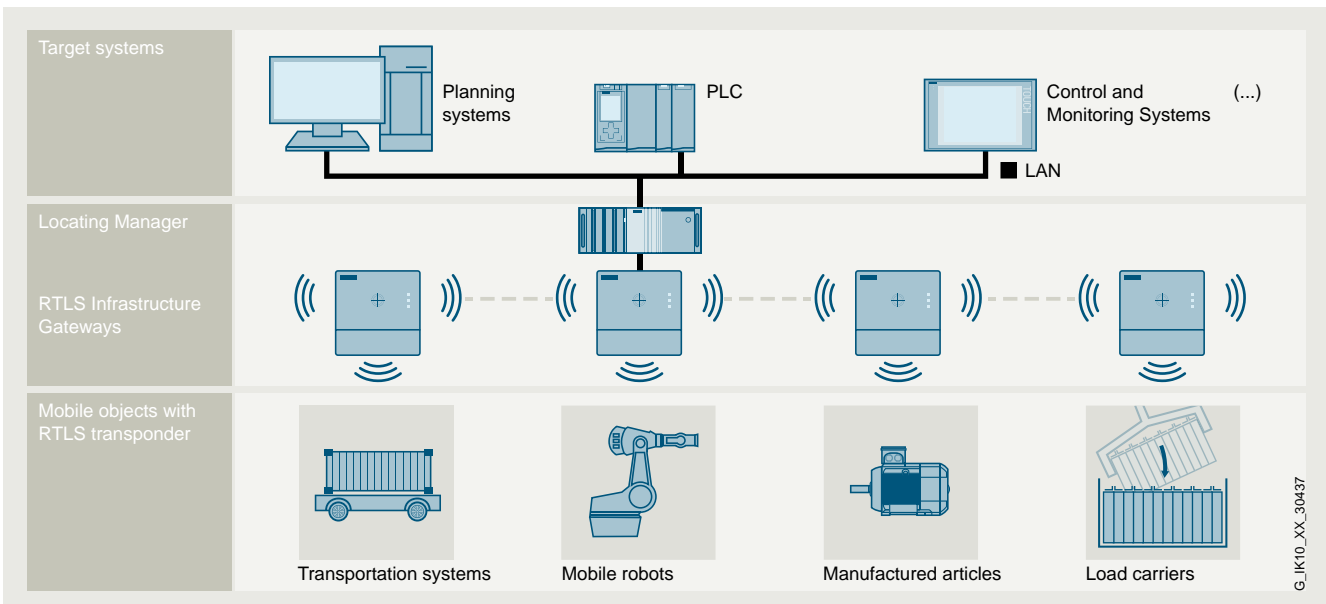 Target systems
Planning
systems
PLC
Control and
Monitoring Systems
(...)
TOUCH
LAN
Locating Manager
RTLS Infrastructure
Gateways
Mobile objects with
RTLS transponder
Transportation systems
Mobile robots
Manufactured articles
Load carriers
G_IK10_XX_30437